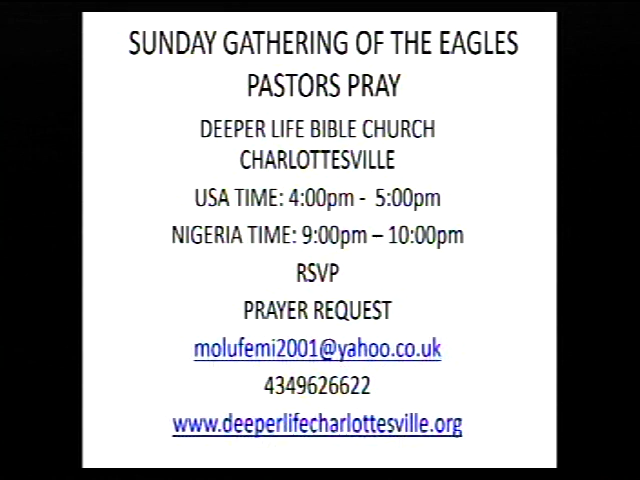 SUNDAY GATHERING OF THE EAGLES
PASTORS PRAY
DEEPER LIFE BIBLE CHURCH
CHARLOTTESVILLE
USA TIME: 4:00pm - 5:00pm
NIGERIA TIME: 9:00pm – 10:00pm
RSVP
PRAYER REQUEST
molufemi2001@yahoo.co.uk
4349626622
www.deeperlifecharlottesville.org